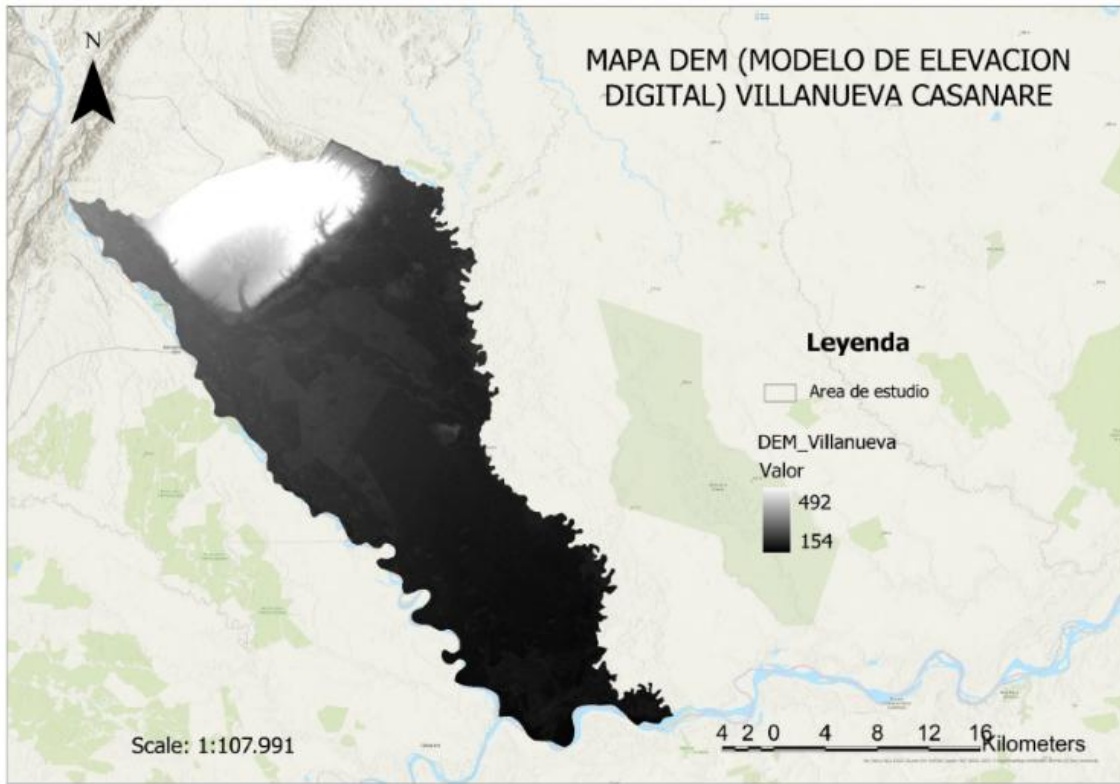 N
MAPA DEM (MODELO DE ELEVACION
DIGITAL) VILLANUEVA CASANARE
Leyenda
Area de estudio
DEM_Villanueva
Valor
492
154
Scale: 1:107.991
4 2 0 4 8 12 16
Kilometers